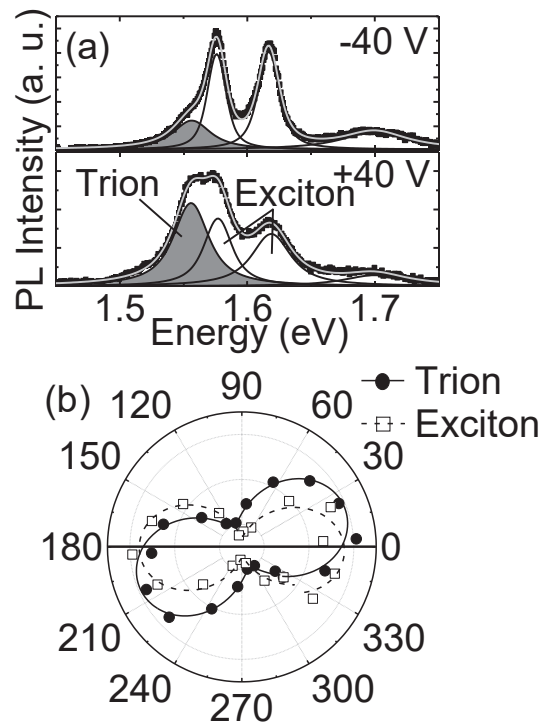 (a)
-40 V
+40 V
Trion
Exciton
PL Intensity (a. u.)
1.5
1.6
1.7
Energy (eV)
(b)
Trion
Exciton
90
120
60
150
30
180
0
210
330
240
300
270